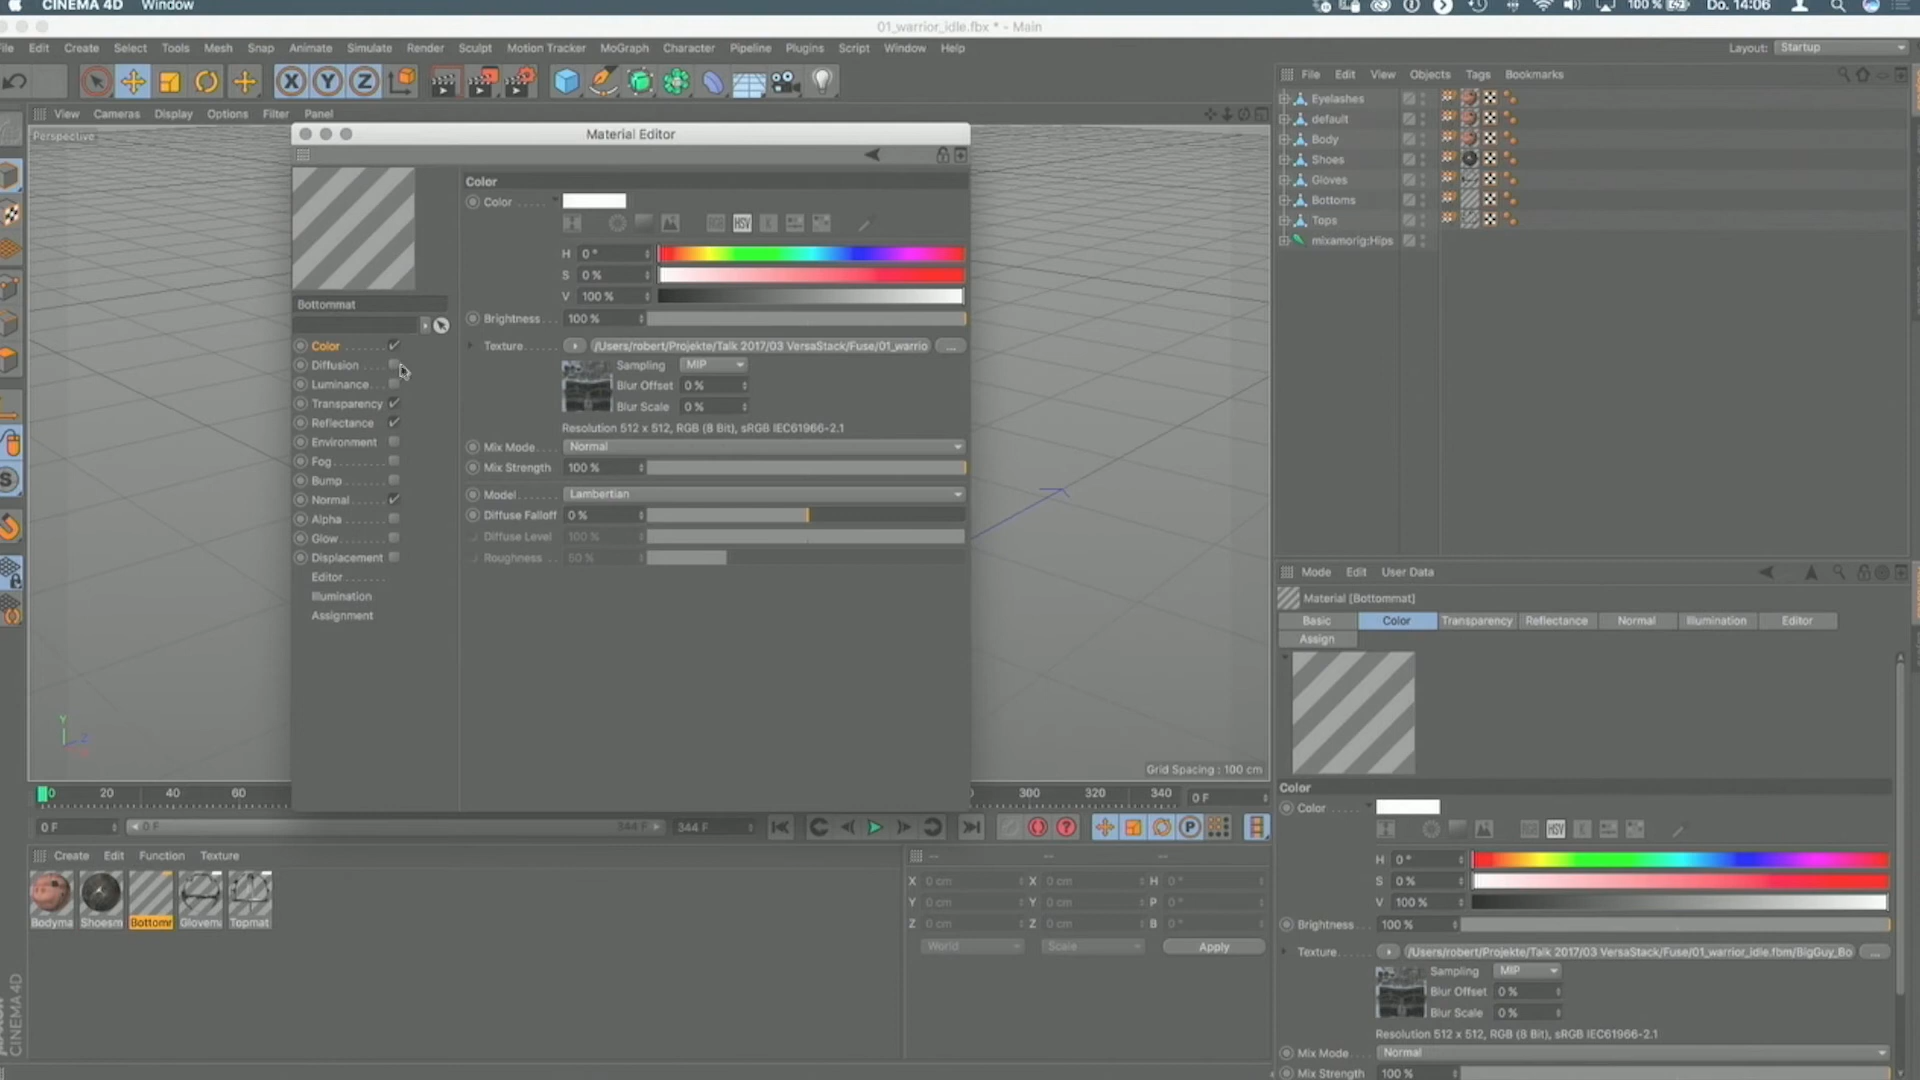 CINEMA 4D Window 100 % Do. 14:06
01_warrior_idle.fbx * - Main
File Edit Create Select Tools Mesh Snap Animate Simulate Render Sculpt Motion Tracker MoGraph Character Pipeline Plugins Script Window Help Layout: Startup
X Y Z
File Edit View Objects Tags Bookmarks
View Cameras Display Options Filter Panel
Perspective
Material Editor
Eyelashes
default
Body
Shoes
Gloves
Bottoms
Tops
mixamorig:Hips
Bottommat
Color
Diffusion
Luminance
Transparency
Reflectance
Environment
Fog
Bump
Normal
Alpha
Glow
Displacement
Editor
Illumination
Assignment
Color
Color
RGB HSV K
H 0 °
S 0 %
V 100 %
Brightness 100 %
Texture /Users/robert/Projekte/Talk 2017/03 VersaStack/Fuse/01_warrio ...
Sampling MIP
Blur Offset 0 %
Blur Scale 0 %
Resolution 512 x 512, RGB (8 Bit), sRGB IEC61966-2.1
Mix Mode Normal
Mix Strength 100 %
Model Lambertian
Diffuse Falloff 0 %
Diffuse Level 100 %
Roughness 50 %
Y
Z
Grid Spacing : 100 cm
0 20 40 60 300 320 340 0 F
0 F 0 F 344 F 344 F
P
Create Edit Function Texture
Bodyma Shoesm Bottomr Glovema Topmat
-- -- --
X 0 cm X 0 cm H 0 °
Y 0 cm Y 0 cm P 0 °
Z 0 cm Z 0 cm B 0 °
World Scale Apply
CINEMA 4D
Mode Edit User Data
Material [Bottommat]
Basic Color Transparency Reflectance Normal Illumination Editor
Assign
Color
Color
RGB HSV K
H 0 °
S 0 %
V 100 %
Brightness 100 %
Texture /Users/robert/Projekte/Talk 2017/03 VersaStack/Fuse/01_warrior_idle.fbm/BigGuy_Bo ...
Sampling MIP
Blur Offset 0 %
Blur Scale 0 %
Resolution 512 x 512, RGB (8 Bit), sRGB IEC61966-2.1
Mix Mode Normal
Mix Strength 100 %